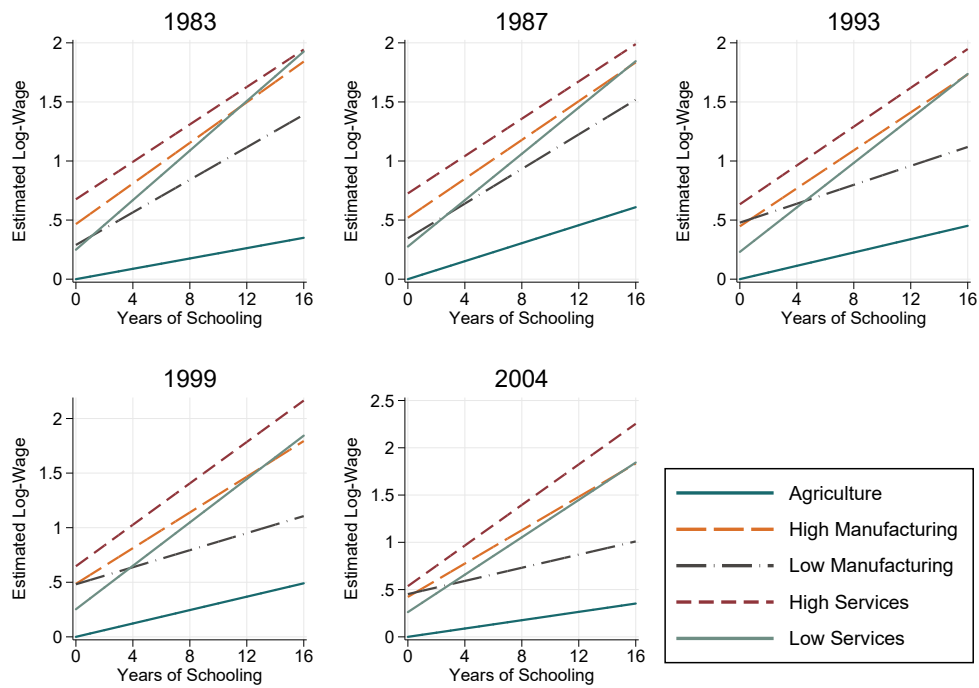 1983
Estimated Log-Wage
2
1.5
1
.5
0
0 4 8 12 16
Years of Schooling
1987
Estimated Log-Wage
2
1.5
1
.5
0
0 4 8 12 16
Years of Schooling
1993
Estimated Log-Wage
2
1.5
1
.5
0
0 4 8 12 16
Years of Schooling
1999
Estimated Log-Wage
2
1.5
1
.5
0
0 4 8 12 16
Years of Schooling
2004
Estimated Log-Wage
2.5
2
1.5
1
.5
0
0 4 8 12 16
Years of Schooling
Agriculture
High Manufacturing
Low Manufacturing
High Services
Low Services